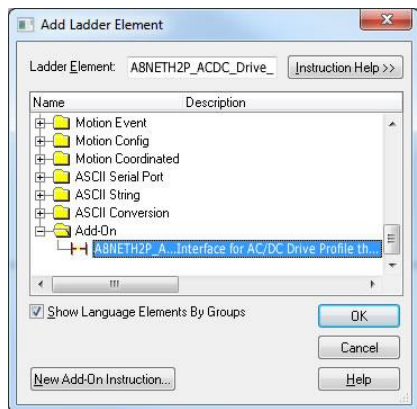 Add Ladder Element
Ladder Element: A8NETH2P_ACDC_Drive_ Instruction Help >>
Name Description
Motion Event
Motion Config
Motion Coordinated
ASCII Serial Port
ASCII String
ASCII Conversion
Add-On
A8NETH2P_A...Interface for AC/DC Drive Profile th...
Show Language Elements By Groups
OK
Cancel
New Add-On Instruction... Help